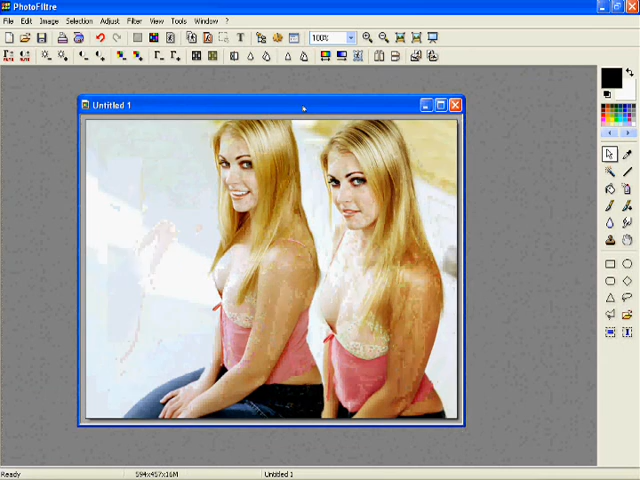 PhotoFiltre
File Edit Image Selection Adjust Filter View Tools Window ?
100%
Untitled 1
Ready 594x457x16M Untitled 1